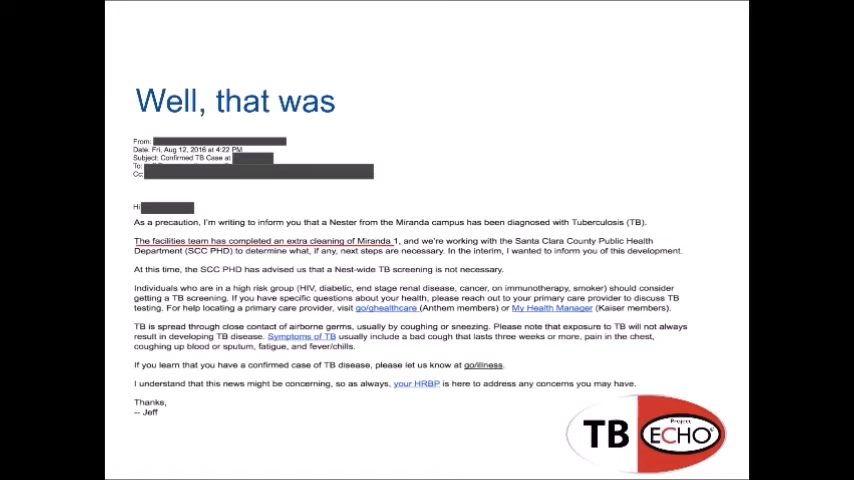 Well, that was
From:
Date: Fri, Aug 12, 2016 at 4:22 PM
Subject: Confirmed TB Case at
To:
Cc:
Hi
As a precaution, I'm writing to inform you that a Nester from the Miranda campus has been diagnosed with Tuberculosis (TB).
The facilities team has completed an extra cleaning of Miranda 1, and we're working with the Santa Clara County Public Health
Department (SCC PHD) to determine what, if any, next steps are necessary. In the interim, I wanted to inform you of this development.
At this time, the SCC PHD has advised us that a Nest-wide TB screening is not necessary.
Individuals who are in a high risk group (HIV, diabetic, end stage renal disease, cancer, on immunotherapy, smoker) should consider
getting a TB screening. If you have specific questions about your health, please reach out to your primary care provider to discuss TB
testing. For help locating a primary care provider, visit go/ghealthcare (Anthem members) or My Health Manager (Kaiser members).
TB is spread through close contact of airborne germs, usually by coughing or sneezing. Please note that exposure to TB will not always
result in developing TB disease. Symptoms of TB usually include a bad cough that lasts three weeks or more, pain in the chest,
coughing up blood or sputum, fatigue, and fever/chills.
If you learn that you have a confirmed case of TB disease, please let us know at go/illness.
I understand that this news might be concerning, so as always, your HRBP is here to address any concerns you may have.
Thanks,
-- Jeff
TB Project ECHO